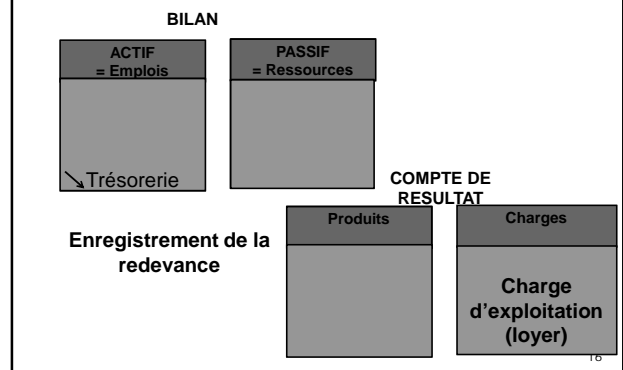 BILAN
ACTIF
= Emplois
PASSIF
= Ressources
↘Trésorerie
COMPTE DE
RESULTAT
Enregistrement de la
redevance
Produits
Charges
Charge
d'exploitation
(loyer)
16